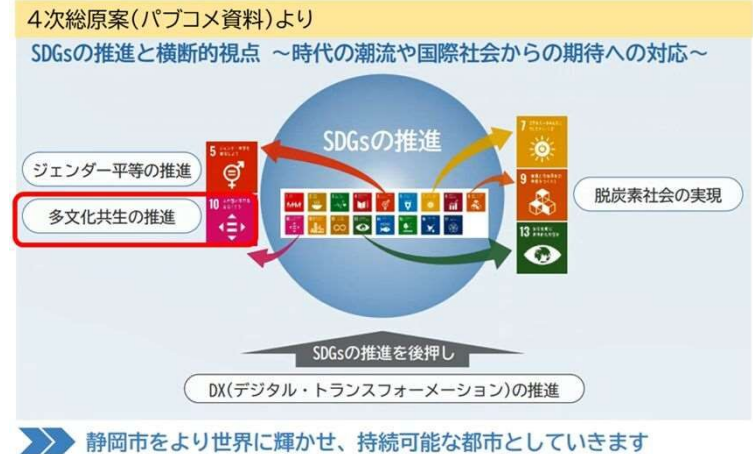 4次総原案(パブコメ資料)より
SDGsの推進と横断的視点 ～時代の潮流や国際社会からの期待への対応～
SDGsの推進
ジェンダー平等の推進
5
多文化共生の推進
10
7
9
13
脱炭素社会の実現
SDGsの推進を後押し
DX(デジタル・トランスフォーメーション)の推進
静岡市をより世界に輝かせ、持続可能な都市としていきます